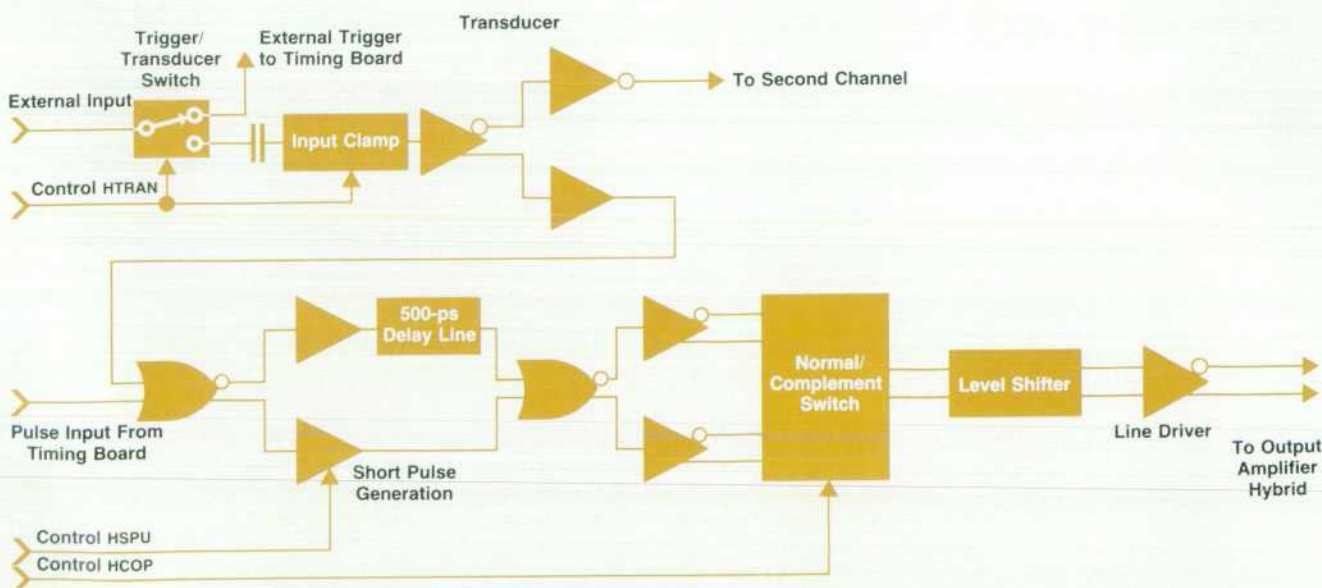 Transducer
Trigger/
Transducer
Switch
External Trigger
to Timing Board
To Second Channel
External Input
Input Clamp
Control HTRAN
500-ps
Delay Line
Normal/
Complement
Switch
Level Shifter
Pulse Input From
Timing Board
Line Driver
Short Pulse
Generation
To Output
Amplifier
Hybrid
Control HSPU
Control HCOP